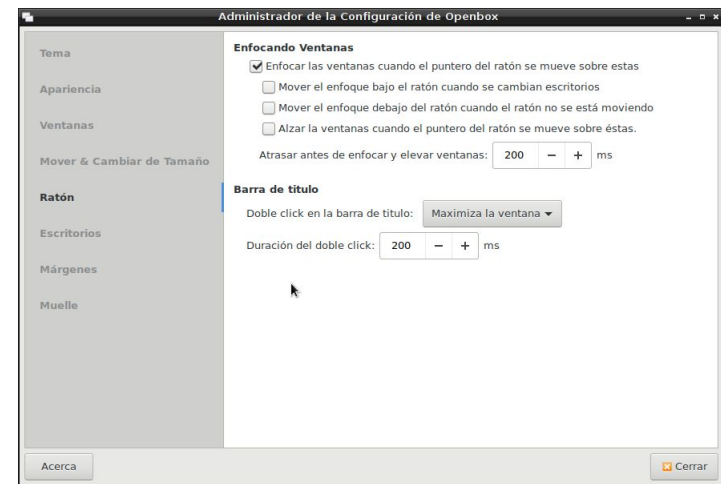 Administrador de la Configuración de Openbox
Tema
Apariencia
Ventanas
Mover & Cambiar de Tamaño
Ratón
Escritorios
Márgenes
Muelle
Enfocando Ventanas
Enfocar las ventanas cuando el puntero del ratón se mueve sobre estas
Mover el enfoque bajo el ratón cuando se cambian escritorios
Mover el enfoque debajo del ratón cuando el ratón no se está moviendo
Alzar la ventanas cuando el puntero del ratón se mueve sobre éstas.
Atrasar antes de enfocar y elevar ventanas: 200 − + ms
Barra de titulo
Doble click en la barra de titulo: Maximiza la ventana
Duración del doble click: 200 − + ms
Acerca
Cerrar